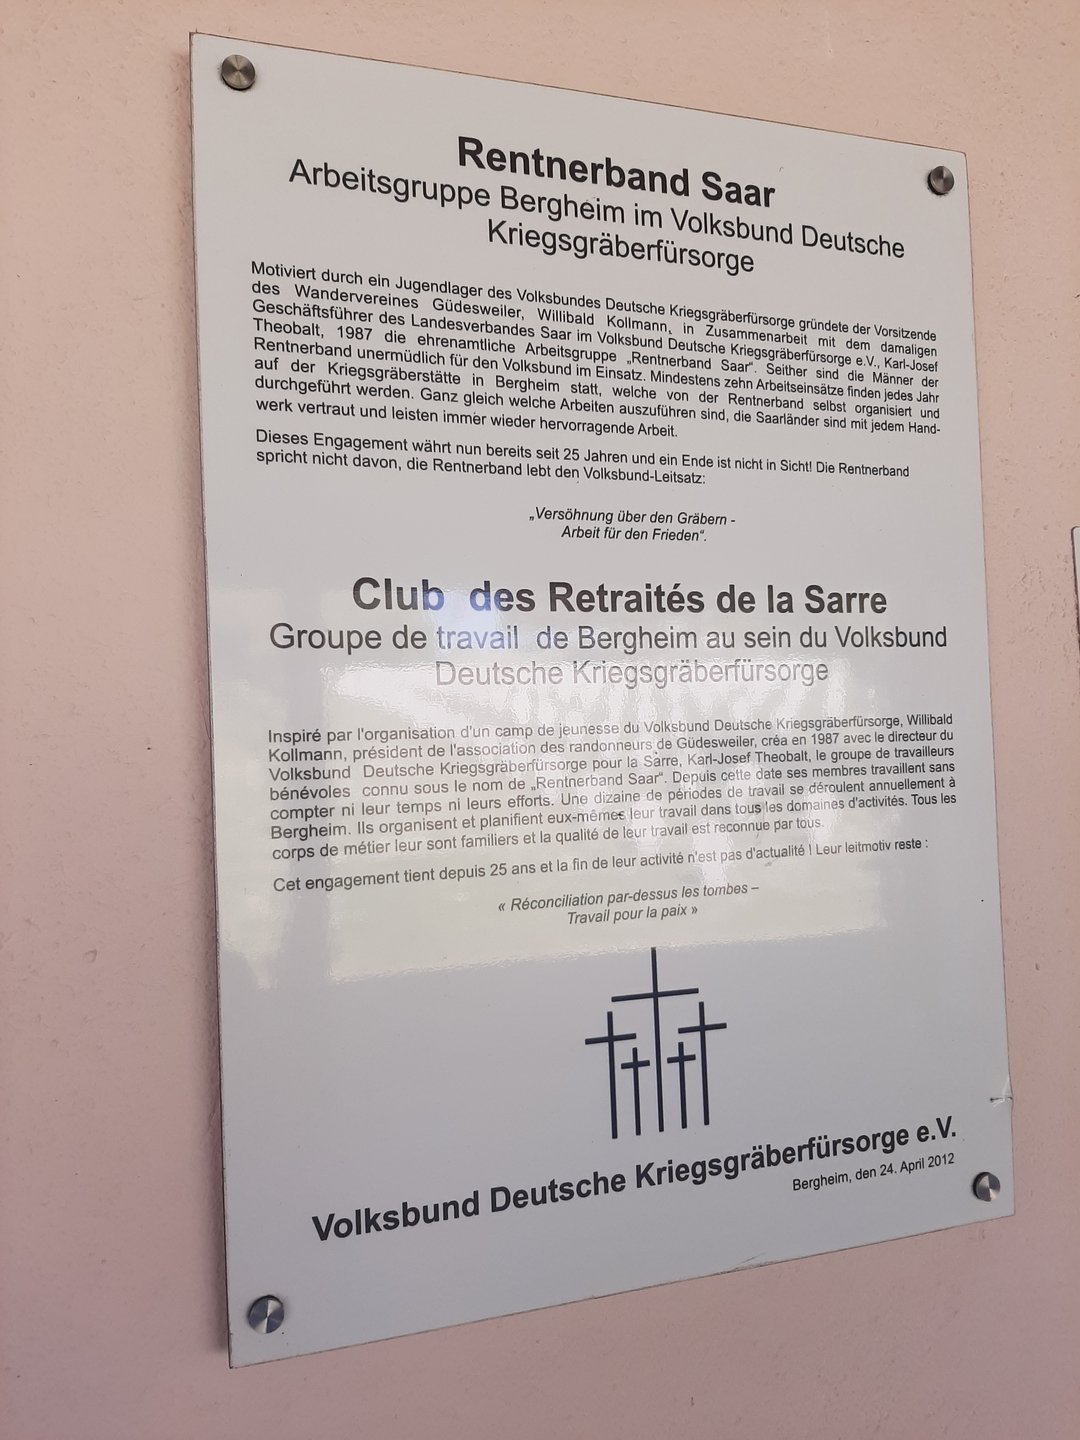 Rentnerband Saar
Arbeitsgruppe Bergheim im Volksbund Deutsche
Kriegsgräberfürsorge
Motiviert durch ein Jugendlager des Volksbundes Deutsche Kriegsgräberfürsorge gründete der Vorsitzende
des Wandervereines Güdesweiler, Willibald Kollmann, in Zusammenarbeit mit dem damaligen
Geschäftsführer des Landesverbandes Saar im Volksbund Deutsche Kriegsgräberfürsorge e.V., Karl-Josef
Theobalt, 1987 die ehrenamtliche Arbeitsgruppe „Rentnerband Saar“. Seither sind die Männer der
Rentnerband unermüdlich für den Volksbund im Einsatz. Mindestens zehn Arbeitseinsätze finden jedes Jahr
auf der Kriegsgräberstätte in Bergheim statt, welche von der Rentnerband selbst organisiert und
durchgeführt werden. Ganz gleich welche Arbeiten auszuführen sind, die Saarländer sind mit jedem Hand-
werk vertraut und leisten immer wieder hervorragende Arbeit.
Dieses Engagement währt nun bereits seit 25 Jahren und ein Ende ist nicht in Sicht! Die Rentnerband
spricht nicht davon, die Rentnerband lebt den Volksbund-Leitsatz:
„Versöhnung über den Gräbern -
Arbeit für den Frieden“.
Club des Retraités de la Sarre
Groupe de travail de Bergheim au sein du Volksbund
Deutsche Kriegsgräberfürsorge
Inspiré par l'organisation d'un camp de jeunesse du Volksbund Deutsche Kriegsgräberfürsorge, Willibald
Kollmann, président de l'association des randonneurs de Güdesweiler, créa en 1987 avec le directeur du
Volksbund Deutsche Kriegsgräberfürsorge pour la Sarre, Karl-Josef Theobalt, le groupe de travailleurs
bénévoles connu sous le nom de „Rentnerband Saar“. Depuis cette date ses membres travaillent sans
compter ni leur temps ni leurs efforts. Une dizaine de périodes de travail se déroulent annuellement à
Bergheim. Ils organisent et planifient eux-mêmes leur travail dans tous les domaines d'activités. Tous les
corps de métier leur sont familiers et la qualité de leur travail est reconnue par tous.
Cet engagement tient depuis 25 ans et la fin de leur activité n'est pas d'actualité ! Leur leitmotiv reste :
« Réconciliation par-dessus les tombes –
Travail pour la paix »
Volksbund Deutsche Kriegsgräberfürsorge e.V.
Bergheim, den 24. April 2012